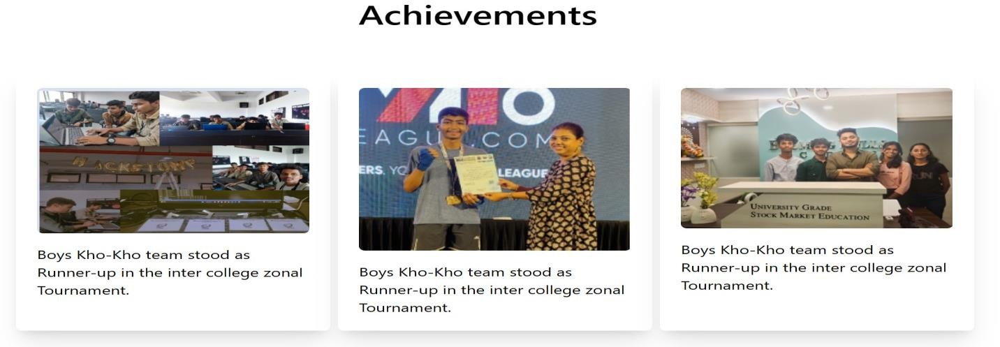 Achievements
EAGUE.COM
ERS. YO LEAGUE
UNIVERSITY GRADE
STOCK MARKET EDUCATION
Boys Kho-Kho team stood as
Runner-up in the inter college zonal
Tournament.
Boys Kho-Kho team stood as
Runner-up in the inter college zonal
Tournament.
Boys Kho-Kho team stood as
Runner-up in the inter college zonal
Tournament.